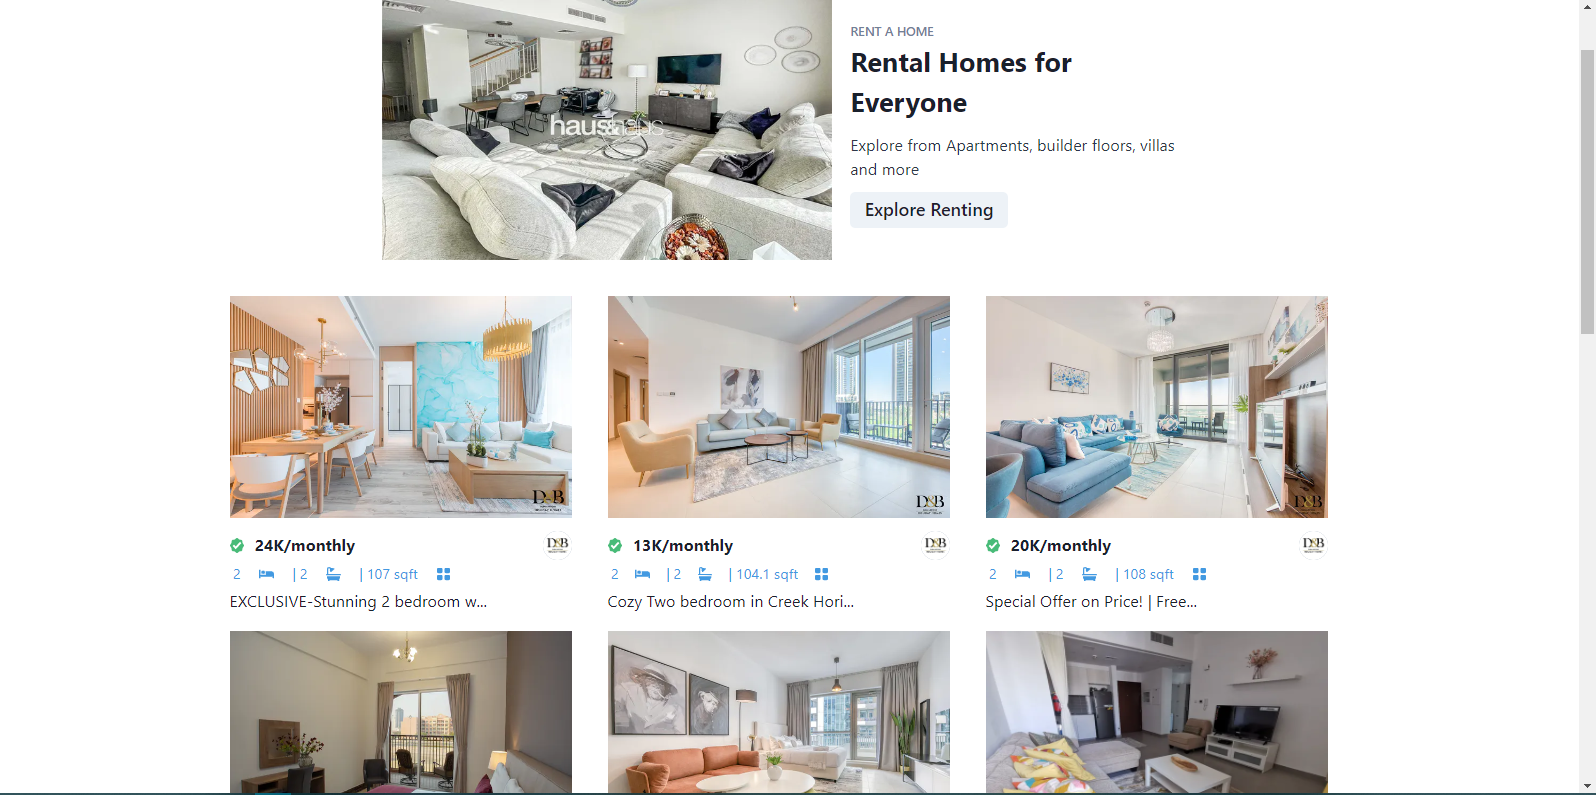 RENT A HOME
Rental Homes for
Everyone
Explore from Apartments, builder floors, villas
and more
Explore Renting
haus&haus
D&B
D&B
D&B
24K/monthly
D&B
2 | 2 | 107 sqft
EXCLUSIVE-Stunning 2 bedroom w...
13K/monthly
D&B
2 | 2 | 104.1 sqft
Cozy Two bedroom in Creek Hori...
20K/monthly
D&B
2 | 2 | 108 sqft
Special Offer on Price! | Free...